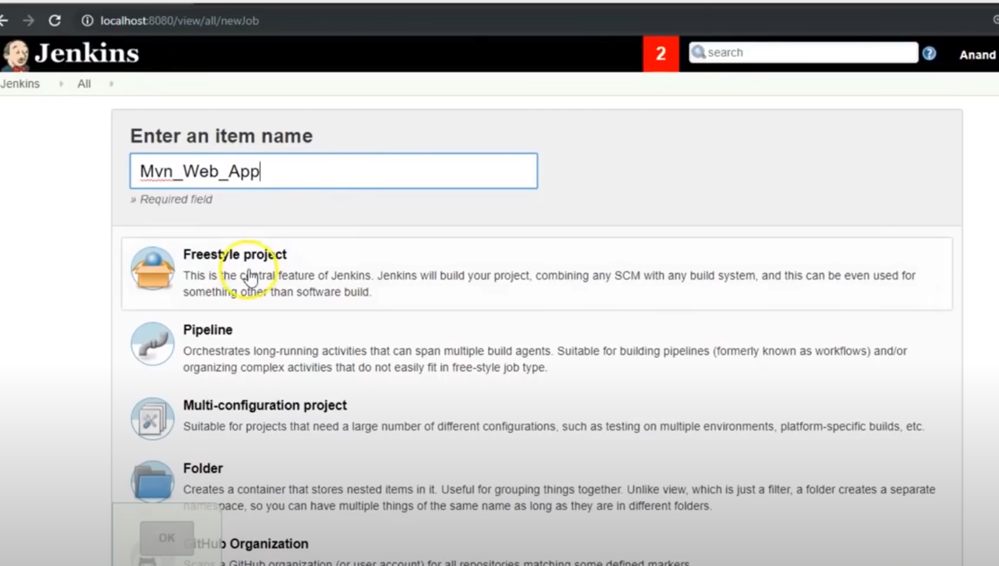 localhost:8080/view/all/newJob
Jenkins
2
search
Anand
Jenkins
All
Enter an item name
Mvn_Web_App
» Required field
Freestyle project
This is the central feature of Jenkins. Jenkins will build your project, combining any SCM with any build system, and this can be even used for
something other than software build.
Pipeline
Orchestrates long-running activities that can span multiple build agents. Suitable for building pipelines (formerly known as workflows) and/or
organizing complex activities that do not easily fit in free-style job type.
Multi-configuration project
Suitable for projects that need a large number of different configurations, such as testing on multiple environments, platform-specific builds, etc.
Folder
Creates a container that stores nested items in it. Useful for grouping things together. Unlike view, which is just a filter, a folder creates a separate
namespace, so you can have multiple things of the same name as long as they are in different folders.
OK
GitHub Organization
Scans a GitHub organization (or user account) for all repositories matching some defined markers.